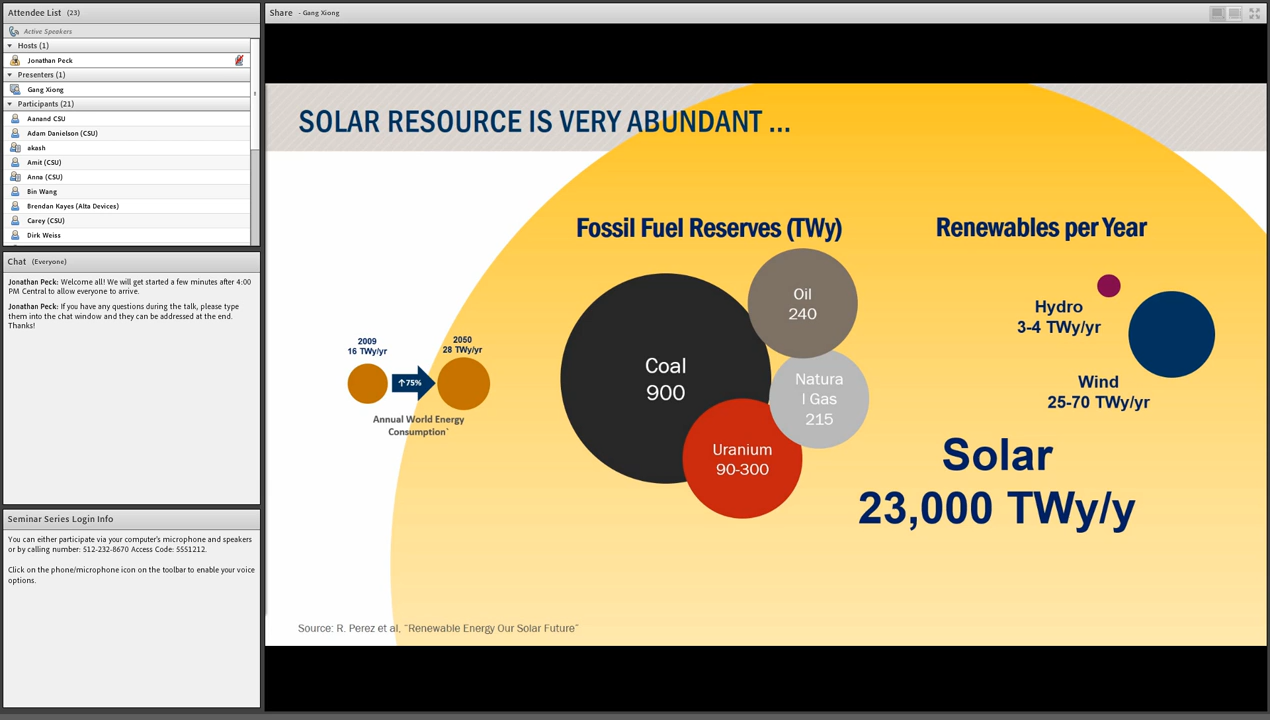 Attendee List (23)
Active Speakers
Hosts (1)
Jonathan Peck
Presenters (1)
Gang Xiong
Participants (21)
Aanand CSU
Adam Danielson (CSU)
akash
Amit (CSU)
Anna (CSU)
Bin Wang
Brendan Kayes (Alta Devices)
Carey (CSU)
Dirk Weiss
Chat (Everyone)
Jonathan Peck: Welcome all! We will get started a few minutes after 4:00
PM Central to allow everyone to arrive.
Jonathan Peck: If you have any questions during the talk, please type
them into the chat window and they can be addressed at the end.
Thanks!
Seminar Series Login Info
You can either participate via your computer's microphone and speakers
or by calling number: 512-232-8670 Access Code: 5551212.
Click on the phone/microphone icon on the toolbar to enable your voice
options.
Share - Gang Xiong
SOLAR RESOURCE IS VERY ABUNDANT ...
Fossil Fuel Reserves (TWy)
Renewables per Year
2009
16 TWy/yr
2050
28 TWy/yr
↑75%
Annual World Energy
Consumption*
Coal
900
Oil
240
Natura
l Gas
215
Uranium
90-300
Hydro
3-4 TWy/yr
Wind
25-70 TWy/yr
Solar
23,000 TWy/y
Source: R. Perez et al, "Renewable Energy Our Solar Future"